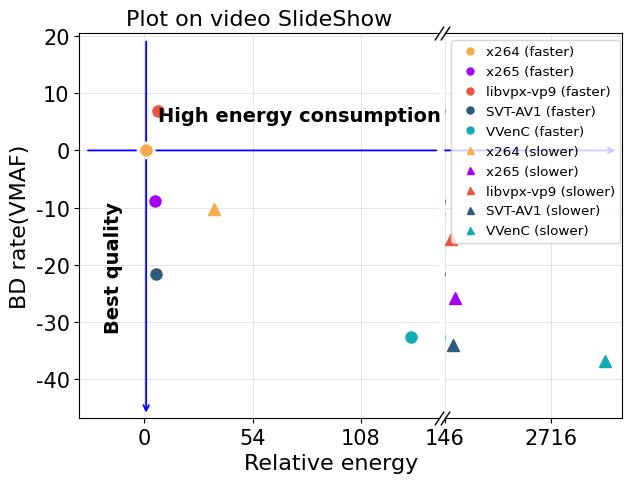 Plot on video SlideShow
20
10
0
-10
-20
-30
-40
BD rate(VMAF)
High energy consumption
Best quality
x264 (faster)
x265 (faster)
libvpx-vp9 (faster)
SVT-AV1 (faster)
VVenC (faster)
x264 (slower)
x265 (slower)
libvpx-vp9 (slower)
SVT-AV1 (slower)
VVenC (slower)
0 54 108 146 2716
Relative energy